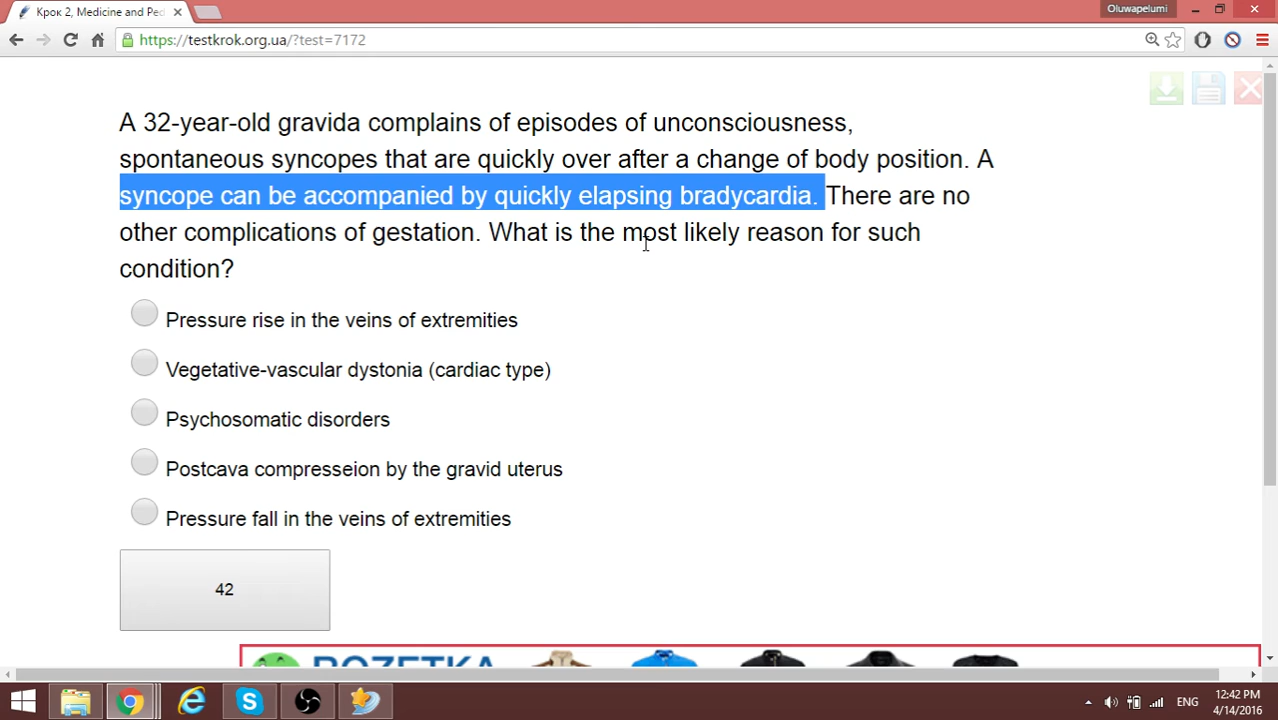 Крок 2, Medicine and Pedi
Oluwapelumi
https://testkrok.org.ua/?test=7172
A 32-year-old gravida complains of episodes of unconsciousness,
spontaneous syncopes that are quickly over after a change of body position. A
syncope can be accompanied by quickly elapsing bradycardia. There are no
other complications of gestation. What is the most likely reason for such
condition?
Pressure rise in the veins of extremities
Vegetative-vascular dystonia (cardiac type)
Psychosomatic disorders
Postcava compresseion by the gravid uterus
Pressure fall in the veins of extremities
42
ROZETKA
ENG
12:42 PM
4/14/2016